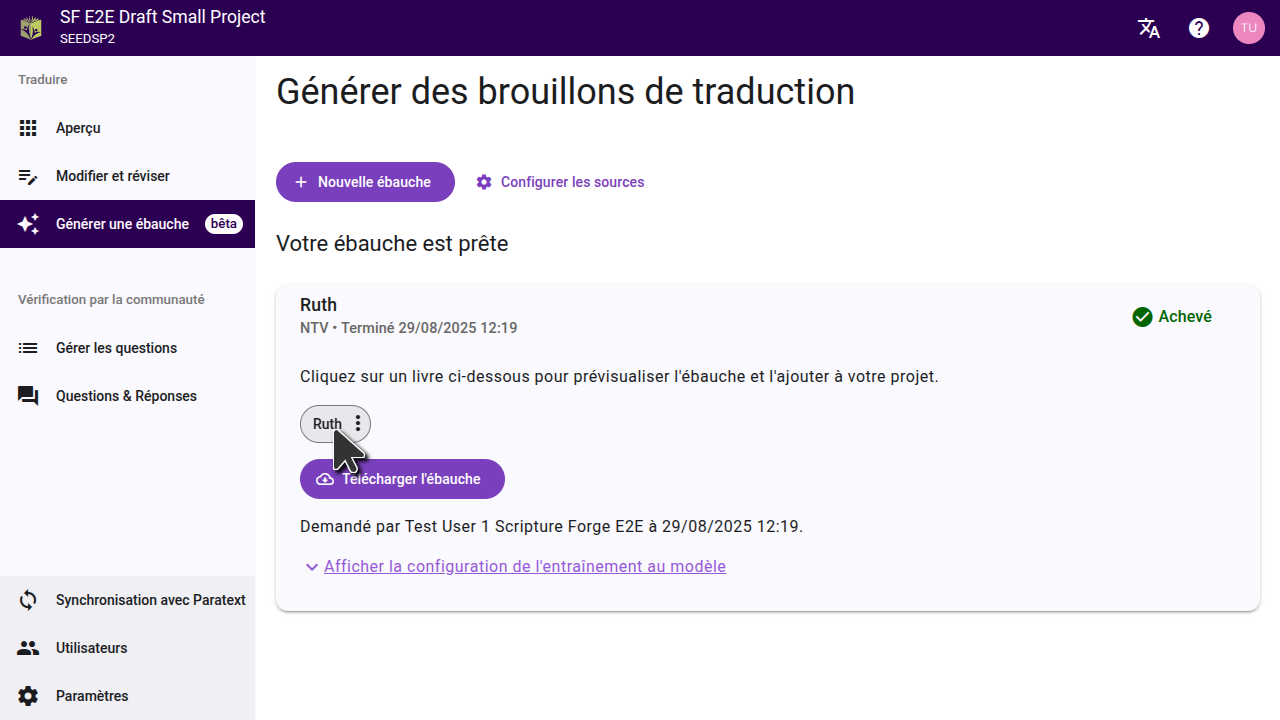 SF E2E Draft Small Project
SEEDSP2
TU
Traduire
Aperçu
Modifier et réviser
Générer une ébauche bêta
Vérification par la communauté
Gérer les questions
Questions & Réponses
Synchronisation avec Paratext
Utilisateurs
Paramètres
Générer des brouillons de traduction
Nouvelle ébauche
Configurer les sources
Votre ébauche est prête
Ruth
NTV • Terminé 29/08/2025 12:19
Achevé
Cliquez sur un livre ci-dessous pour prévisualiser l'ébauche et l'ajouter à votre projet.
Ruth
Télécharger l'ébauche
Demandé par Test User 1 Scripture Forge E2E à 29/08/2025 12:19.
Afficher la configuration de l'entraînement au modèle